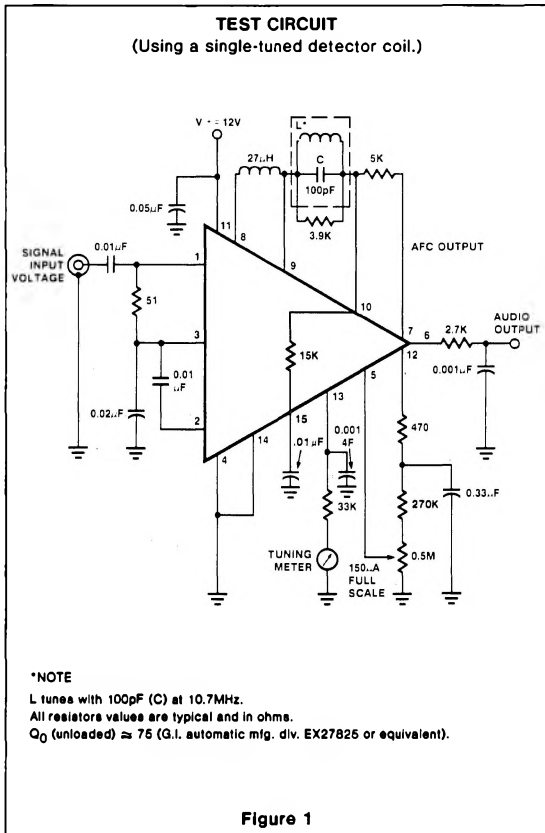 TEST CIRCUIT
(Using a single-tuned detector coil.)
V + = 12V
L*
27µH
C
100pF
5K
0.05µF
3.9K
11
8
SIGNAL
INPUT
VOLTAGE
0.01µF
1
9
AFC OUTPUT
10
51
AUDIO
OUTPUT
3
7
6
2.7K
12
15K
5
0.01
µF
0.001µF
0.02µF
13
2
15
470
14
.01µF
0.001
4F
4
33K
270K
0.33..F
TUNING
METER
150..A
FULL
SCALE
0.5M
*NOTE
L tunes with 100pF (C) at 10.7MHz.
All resistors values are typical and in ohms.
Q0 (unloaded) ≈ 75 (G.I. automatic mfg. div. EX27825 or equivalent).
Figure 1